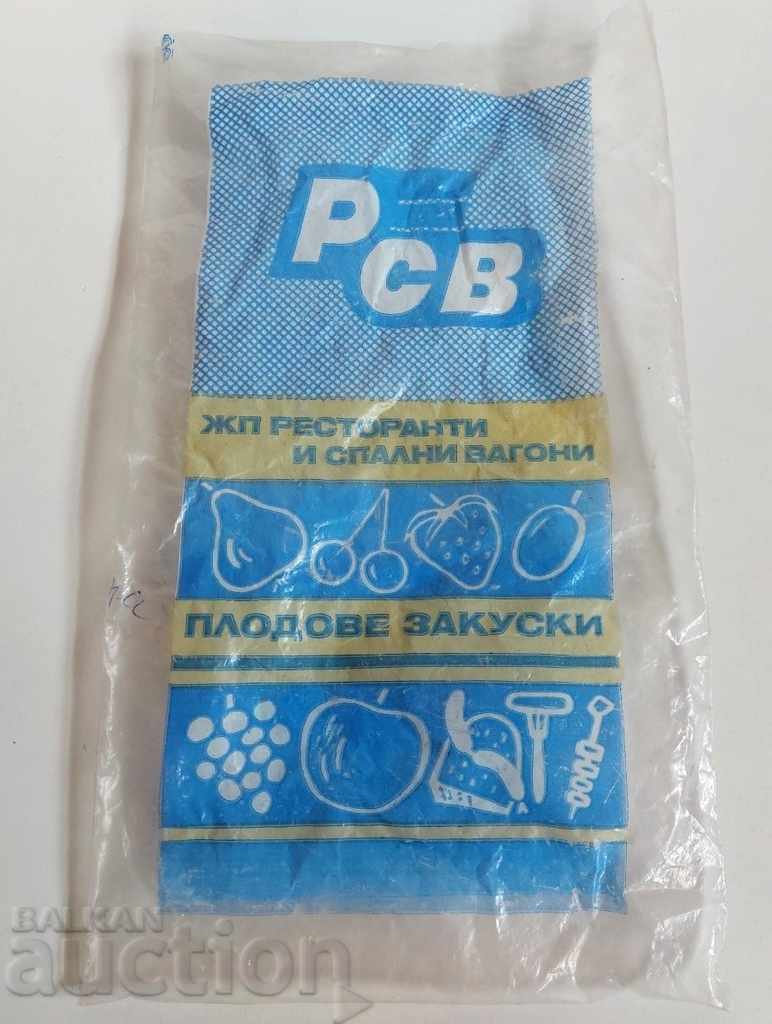 РСВ
ЖП РЕСТОРАНТИ
И СПАЛНИ ВАГОНИ
ПЛОДОВЕ ЗАКУСКИ
BALKAN
auction